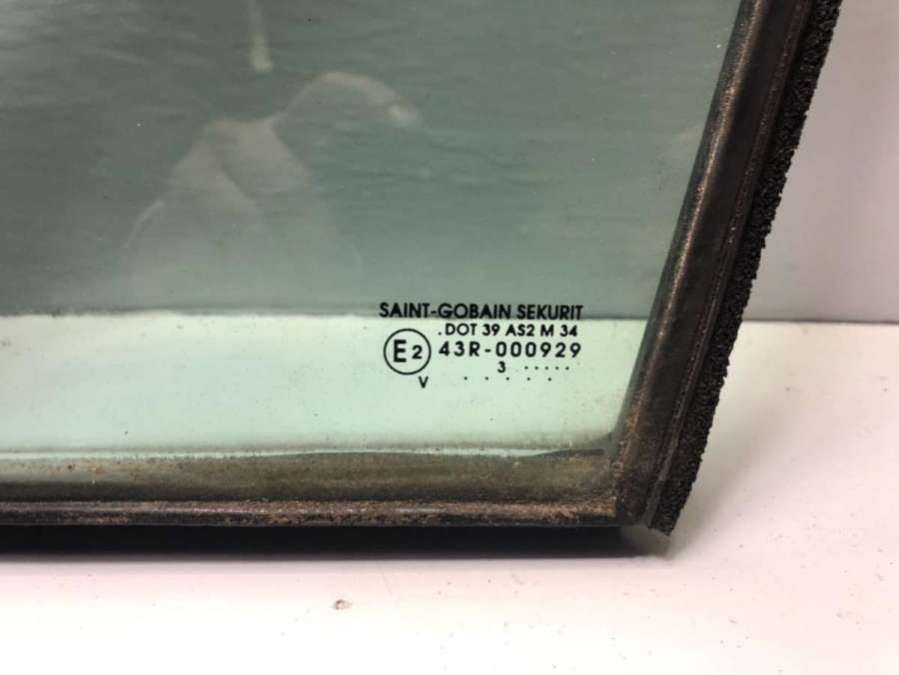 SAINT-GOBAIN SEKURIT
.DOT 39 AS2 M 34
E2 43R-000929
3 .....
V . . . . .